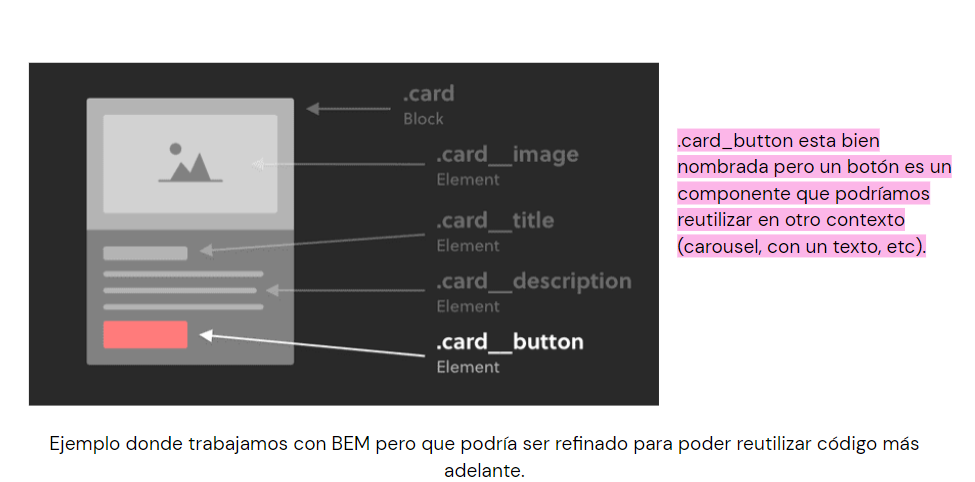 .card
Block
.card__image
Element
.card__title
Element
.card__description
Element
.card__button
Element
.card_button esta bien
nombrada pero un botón es un
componente que podríamos
reutilizar en otro contexto
(carousel, con un texto, etc).
Ejemplo donde trabajamos con BEM pero que podría ser refinado para poder reutilizar código más
adelante.